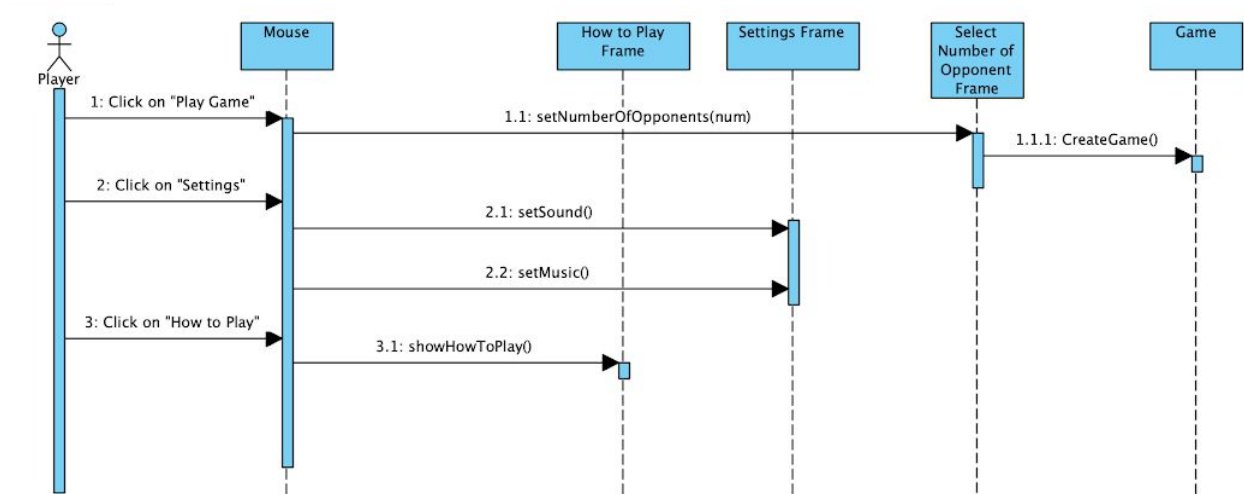 Player
Mouse
How to Play
Frame
Settings Frame
Select
Number of
Opponent
Frame
Game
1: Click on "Play Game"
1.1: setNumberOfOpponents(num)
1.1.1: CreateGame()
2: Click on "Settings"
2.1: setSound()
2.2: setMusic()
3: Click on "How to Play"
3.1: showHowToPlay()